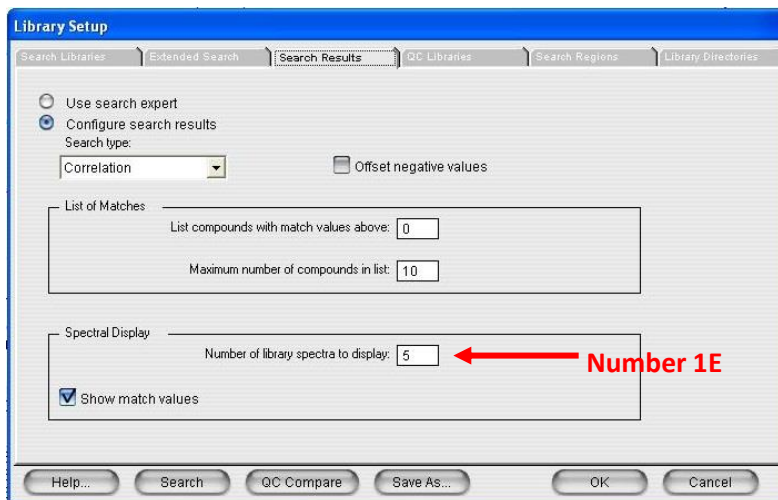 Library Setup
Search Libraries Extended Search Search Results QC Libraries Search Regions Library Directories
Use search expert
Configure search results
Search type:
Correlation Offset negative values
List of Matches
List compounds with match values above: 0
Maximum number of compounds in list: 10
Spectral Display
Number of library spectra to display: 5 Number 1E
Show match values
Help... Search QC Compare Save As... OK Cancel